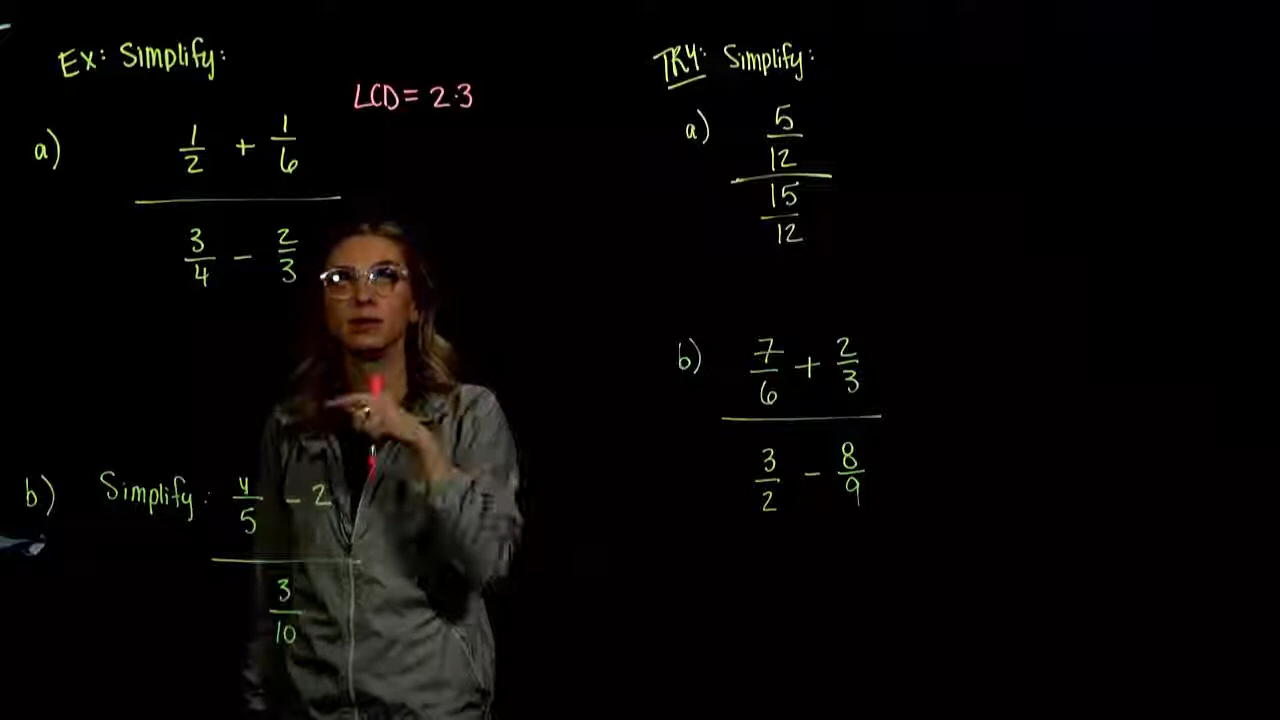 Ex: Simplify:
LCD = 2·3
a) 1/2 + 1/6
3/4 - 2/3
b) Simplify: 4/5 - 2
3/10
TRY: Simplify:
a) 5/12
15/12
b) 7/6 + 2/3
3/2 - 8/9